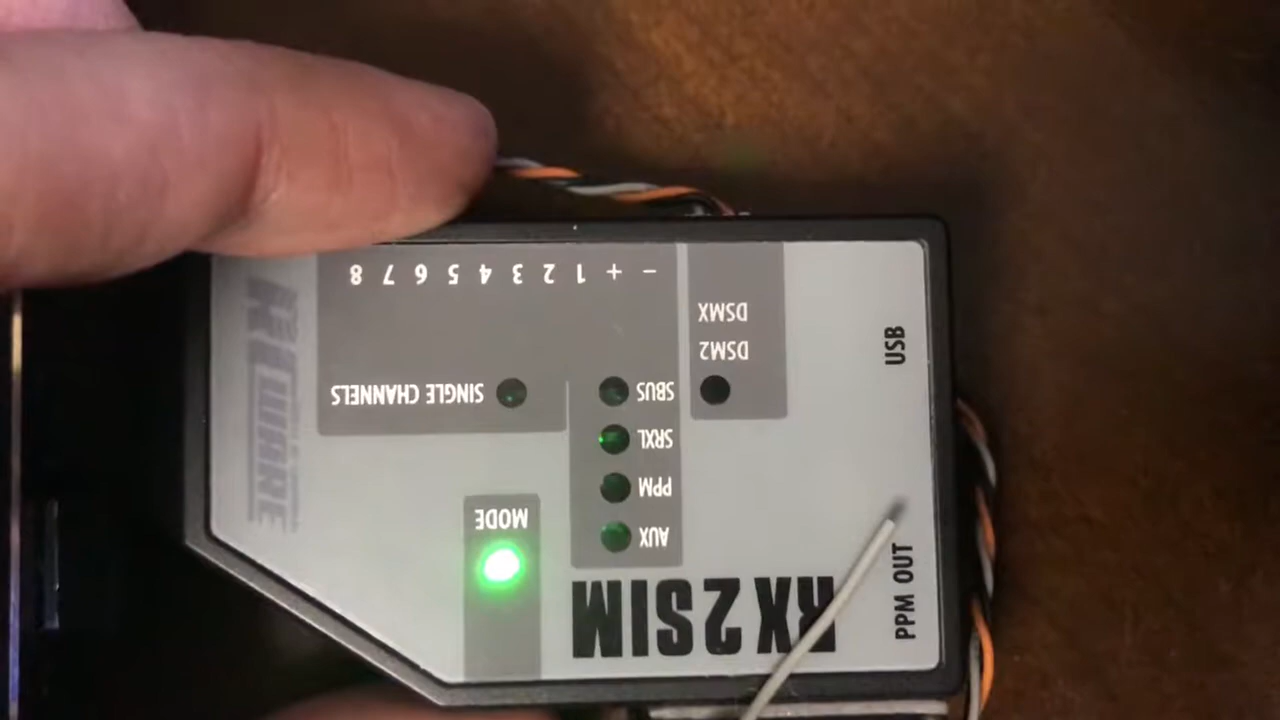 RX2SIM
PPM OUT
USB
MODE
AUX
PPM
SRXL
SBUS
SINGLE CHANNELS
DSM2
DSMX
- + 1 2 3 4 5 6 7 8
RCWARE